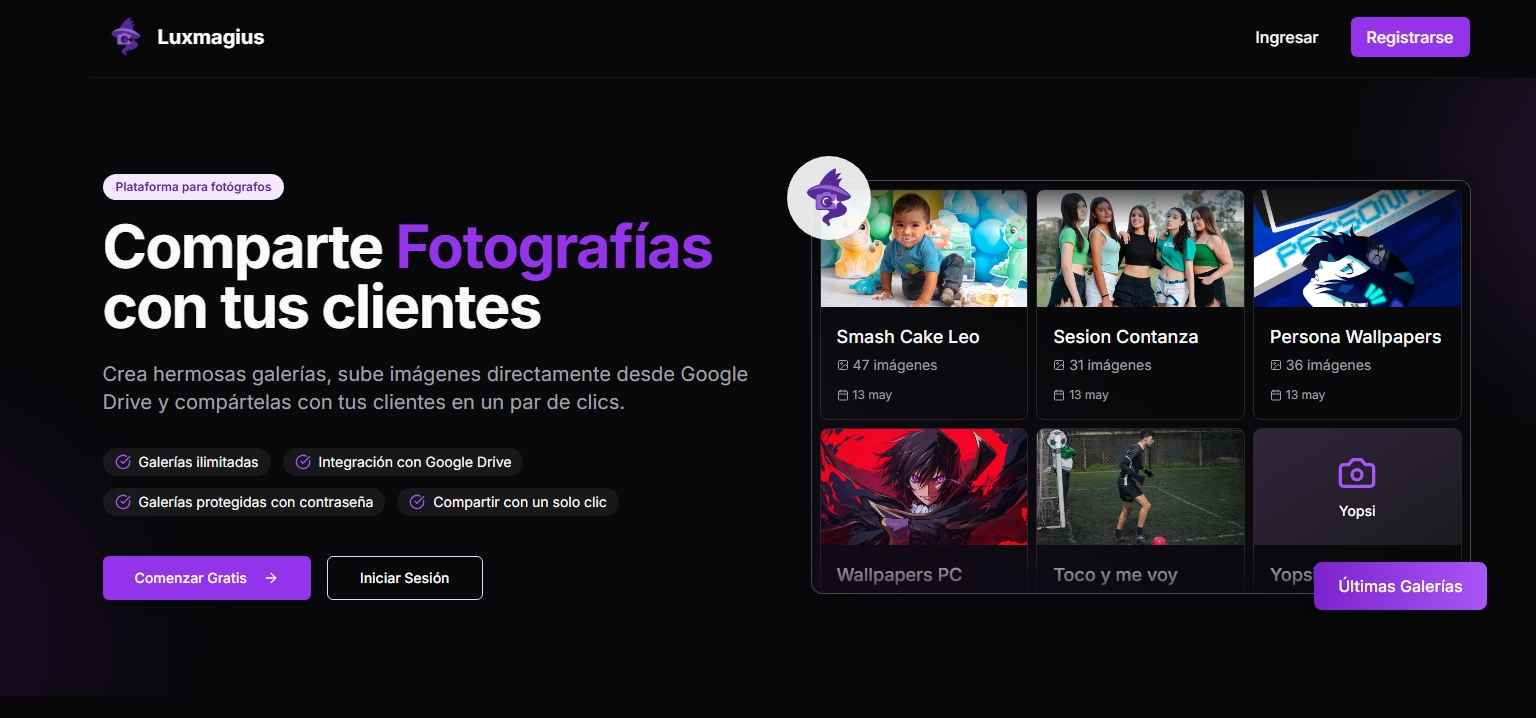 Luxmagius
Ingresar
Registrarse
Plataforma para fotógrafos
Comparte Fotografías
con tus clientes
Crea hermosas galerías, sube imágenes directamente desde Google
Drive y compártelas con tus clientes en un par de clics.
Galerías ilimitadas
Integración con Google Drive
Galerías protegidas con contraseña
Compartir con un solo clic
Comenzar Gratis
Iniciar Sesión
PERSONA
Smash Cake Leo
47 imágenes
13 may
Sesion Contanza
31 imágenes
13 may
Persona Wallpapers
36 imágenes
13 may
Yopsi
Wallpapers PC
Toco y me voy
Yops
Últimas Galerías